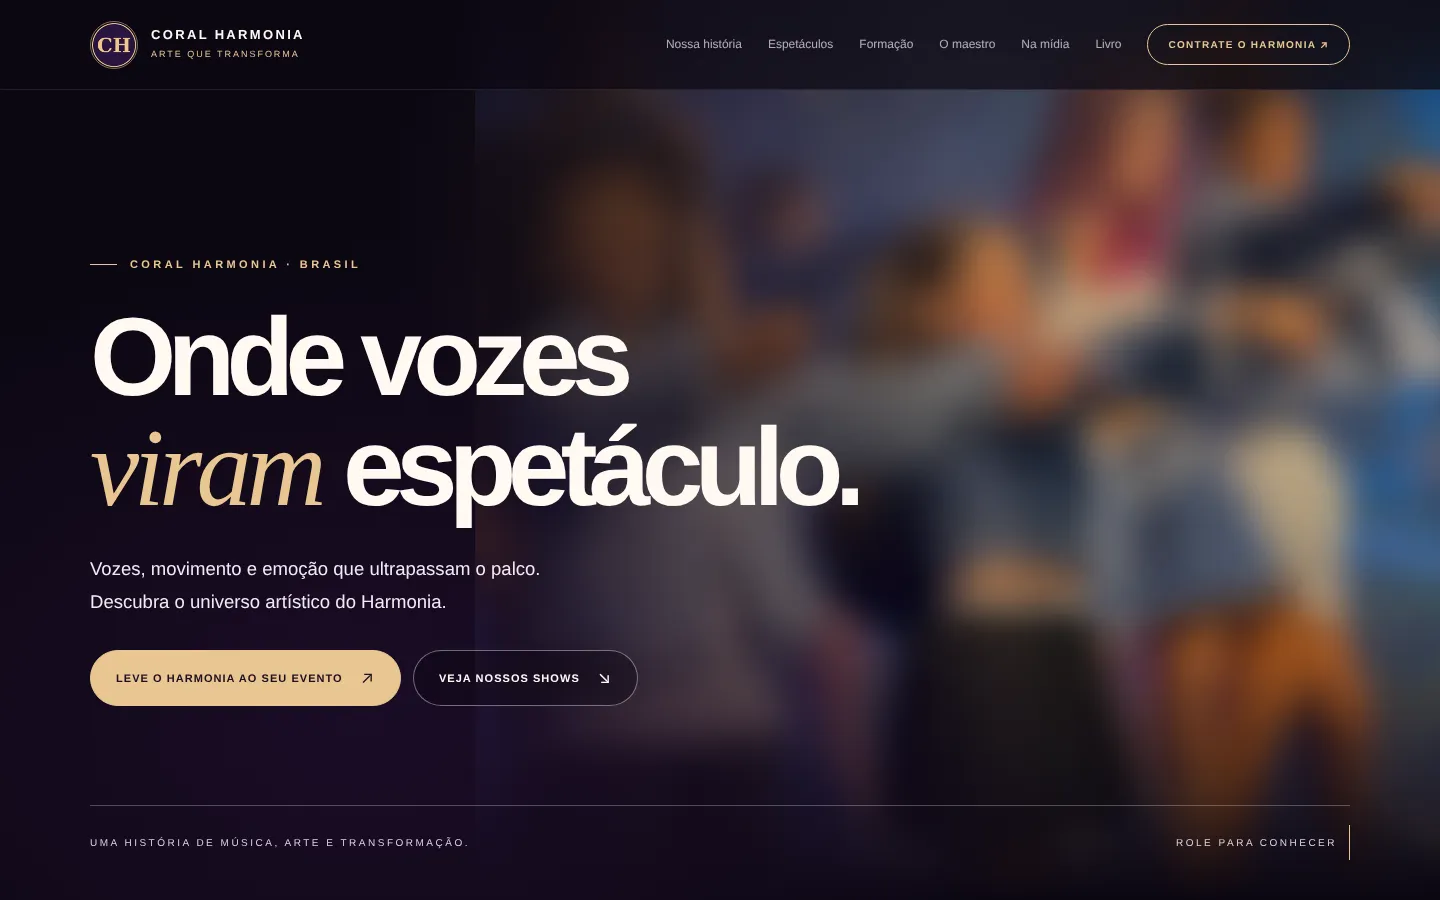 CH
CORAL HARMONIA
ARTE QUE TRANSFORMA
Nossa história
Espetáculos
Formação
O maestro
Na mídia
Livro
CONTRATE O HARMONIA
CORAL HARMONIA · BRASIL
Onde vozes
viram espetáculo.
Vozes, movimento e emoção que ultrapassam o palco.
Descubra o universo artístico do Harmonia.
LEVE O HARMONIA AO SEU EVENTO
VEJA NOSSOS SHOWS
UMA HISTÓRIA DE MÚSICA, ARTE E TRANSFORMAÇÃO.
ROLE PARA CONHECER